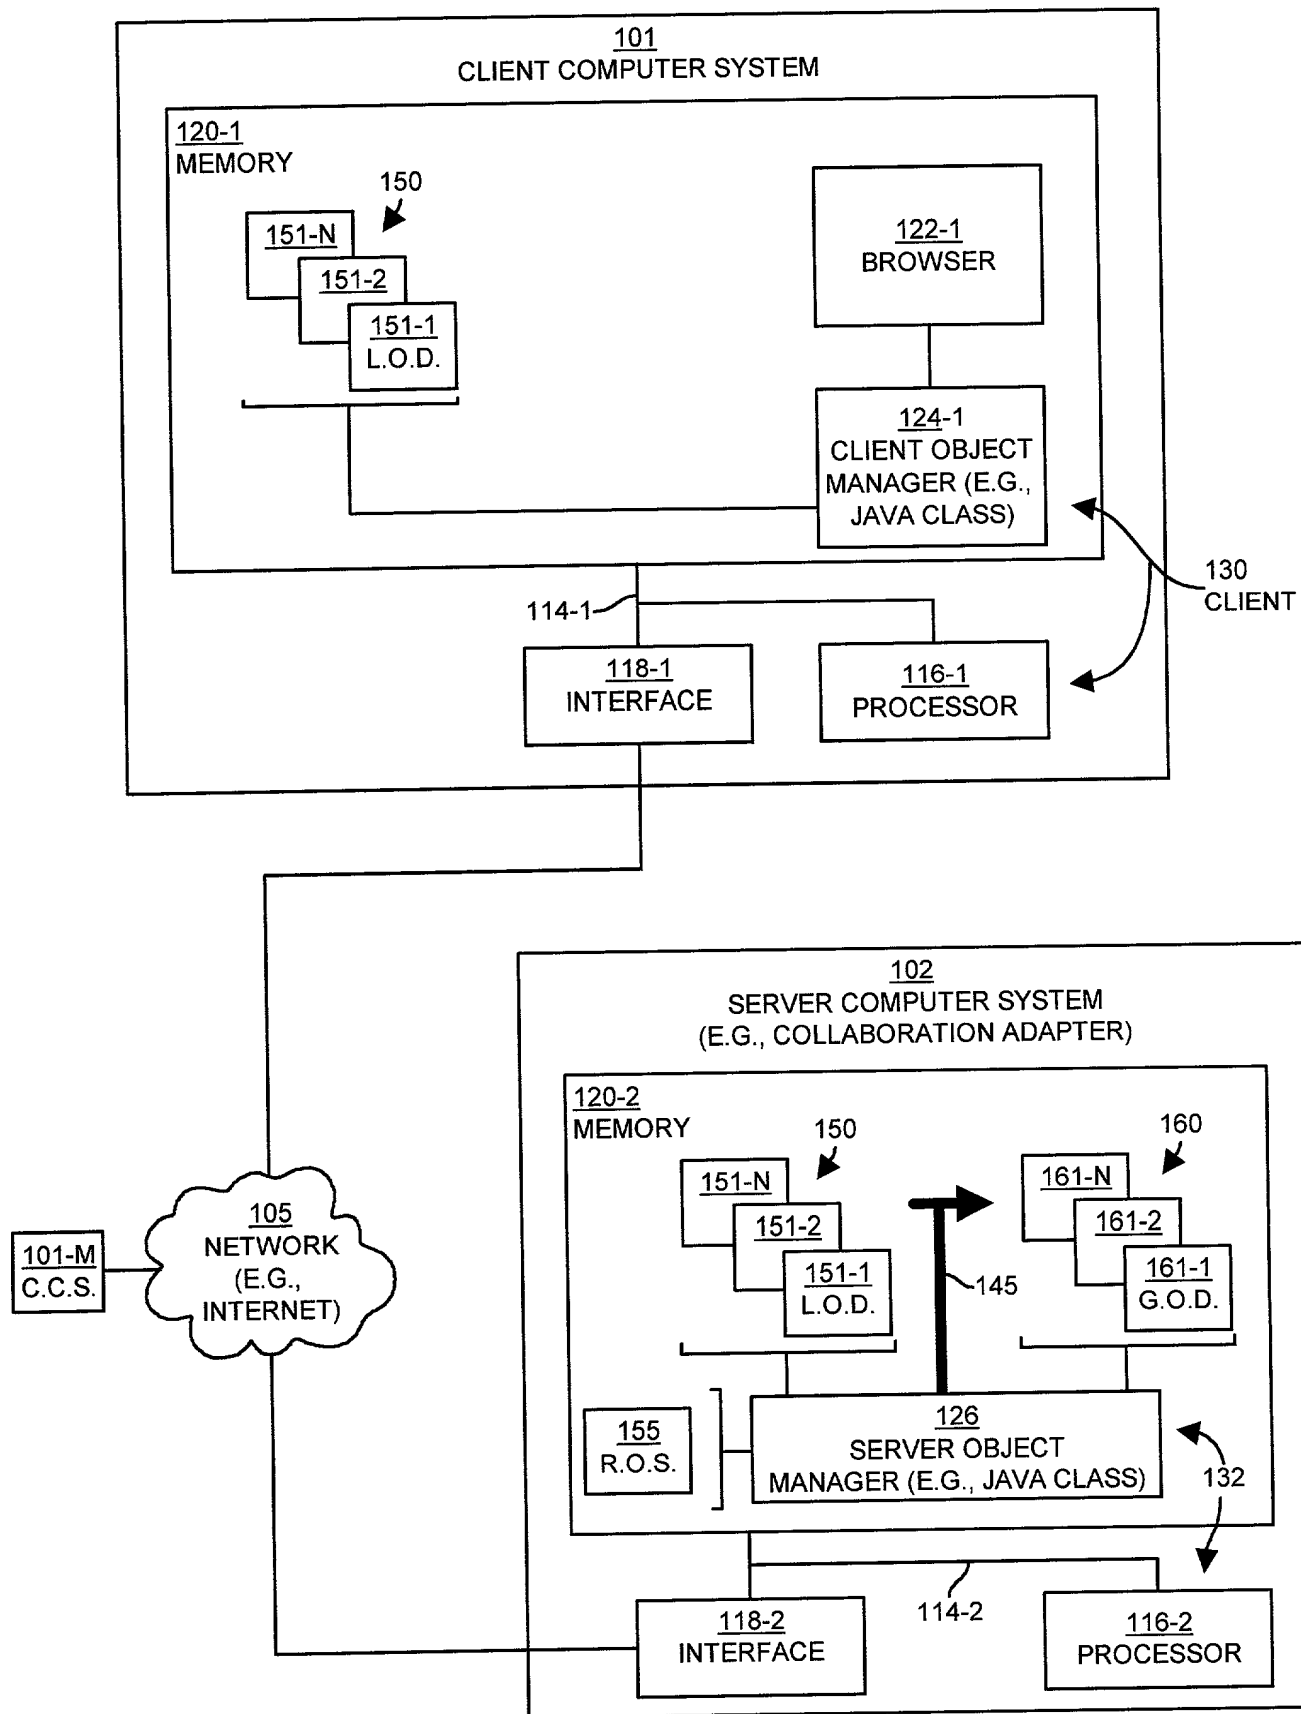 101
CLIENT COMPUTER SYSTEM
120-1
MEMORY
150
151-N
151-2
151-1
L.O.D.
122-1
BROWSER
124-1
CLIENT OBJECT
MANAGER (E.G.,
JAVA CLASS)
130
CLIENT
114-1
118-1
INTERFACE
116-1
PROCESSOR
102
SERVER COMPUTER SYSTEM
(E.G., COLLABORATION ADAPTER)
120-2
MEMORY
150
160
151-N
151-2
151-1
L.O.D.
161-N
161-2
161-1
G.O.D.
145
105
NETWORK
(E.G.,
INTERNET)
101-M
C.C.S.
155
R.O.S.
126
SERVER OBJECT
MANAGER (E.G., JAVA CLASS)
132
114-2
118-2
INTERFACE
116-2
PROCESSOR